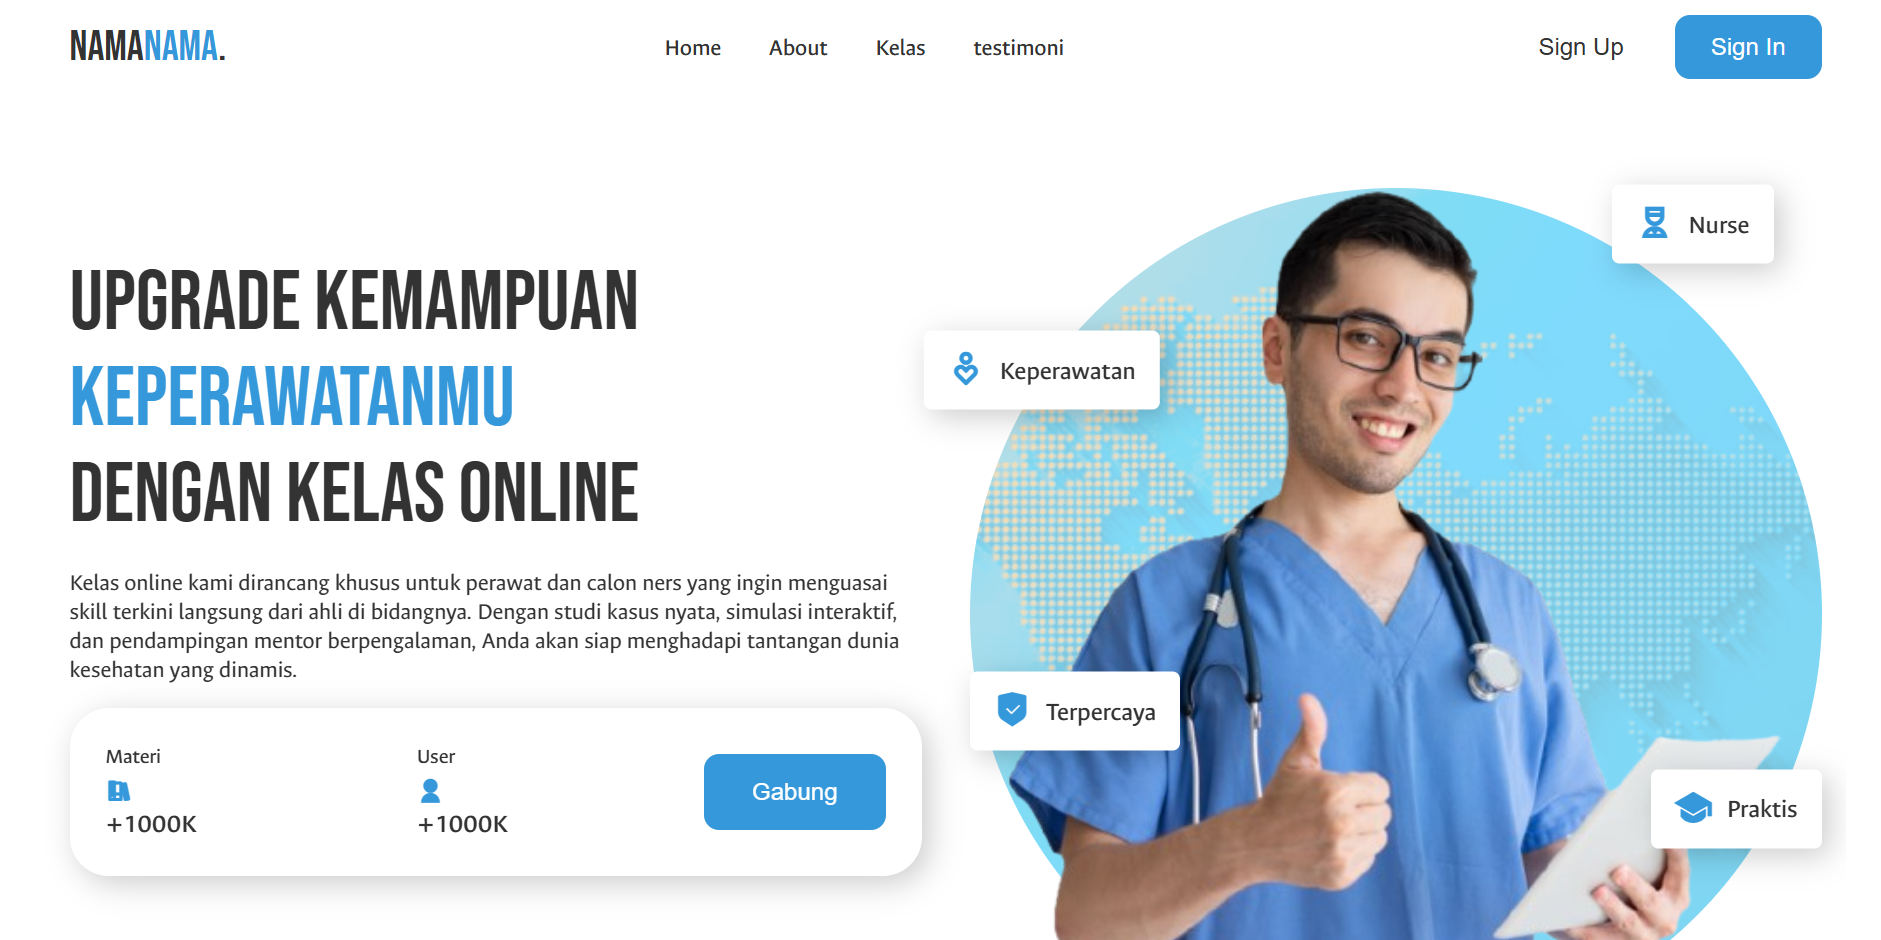 NAMANAMA.
Home About Kelas testimoni
Sign Up Sign In
UPGRADE KEMAMPUAN
KEPERAWATANMU
DENGAN KELAS ONLINE
Kelas online kami dirancang khusus untuk perawat dan calon ners yang ingin menguasai
skill terkini langsung dari ahli di bidangnya. Dengan studi kasus nyata, simulasi interaktif,
dan pendampingan mentor berpengalaman, Anda akan siap menghadapi tantangan dunia
kesehatan yang dinamis.
Materi
+1000K
User
+1000K
Gabung
Nurse
Keperawatan
Terpercaya
Praktis